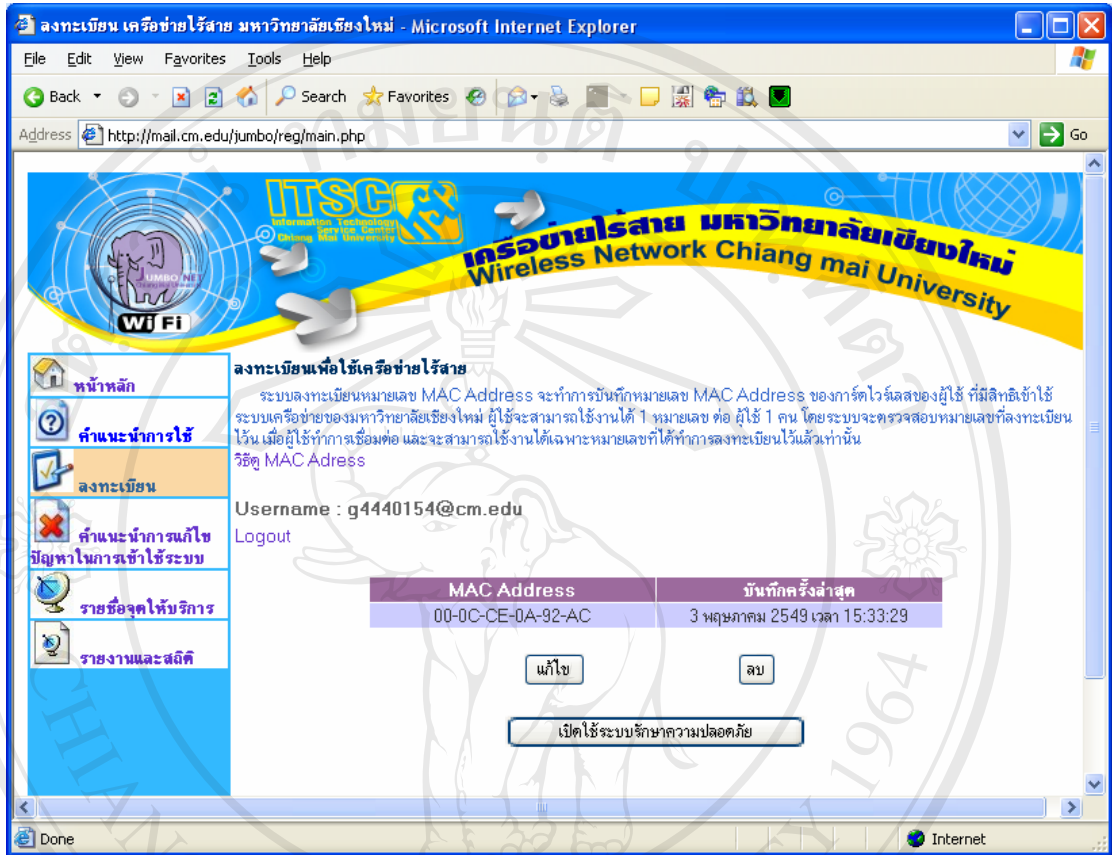 ลงทะเบียน เครือข่ายไร้สาย มหาวิทยาลัยเชียงใหม่ - Microsoft Internet Explorer
File Edit View Favorites Tools Help
Back Search Favorites
Address http://mail.cm.edu/jumbo/reg/main.php Go
ITSC
Information Technology
Service Center
Chiang Mai University
เครือข่ายไร้สาย มหาวิทยาลัยเชียงใหม่
Wireless Network Chiang mai University
JUMBO NET
Chiang Mai University
Wi Fi
หน้าหลัก
คำแนะนำการใช้
ลงทะเบียน
คำแนะนำการแก้ไข
ปัญหาในการเข้าใช้ระบบ
รายชื่อจุดให้บริการ
รายงานและสถิติ
ลงทะเบียนเพื่อใช้เครือข่ายไร้สาย
ระบบลงทะเบียนหมายเลข MAC Address จะทำการบันทึกหมายเลข MAC Address ของการ์ดไวร์เลสของผู้ใช้ ที่มีสิทธิเข้าใช้
ระบบเครือข่ายของมหาวิทยาลัยเชียงใหม่ ผู้ใช้จะสามารถใช้งานได้ 1 หมายเลข ต่อ ผู้ใช้ 1 คน โดยระบบจะตรวจสอบหมายเลขที่ลงทะเบียน
ไว้น เมื่อผู้ใช้ทำการเชื่อมต่อ และจะสามารถใช้งานได้เฉพาะหมายเลขที่ได้ทำการลงทะเบียนไว้แล้วเท่านั้น
วิธีดู MAC Adress
Username : g4440154@cm.edu
Logout
MAC Address บันทึกครั้งล่าสุด
00-0C-CE-0A-92-AC 3 พฤษภาคม 2549 เวลา 15:33:29
แก้ไข ลบ
เปิดใช้ระบบรักษาความปลอดภัย
Done Internet
CHIAN
1964